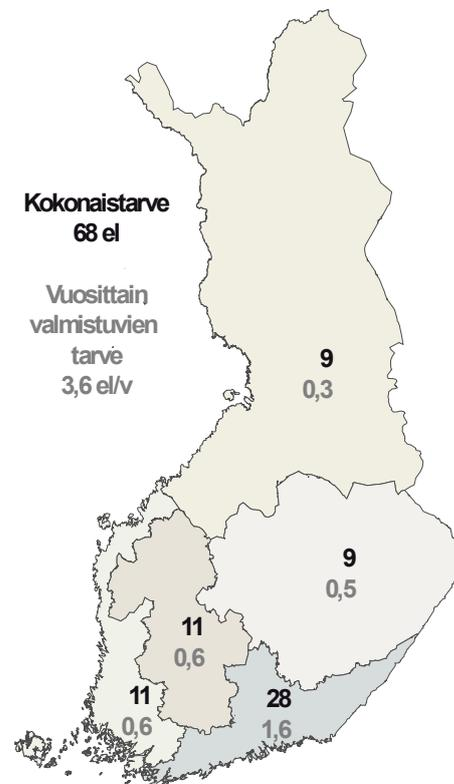 Kokonaistarve
68 el
Vuosittain
valmistuvien
tarve
3,6 el/v
9
0,3
9
0,5
11
0,6
11
0,6
28
1,6